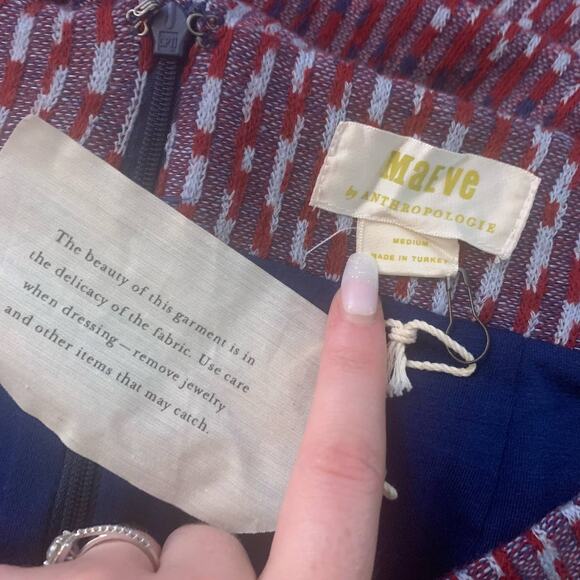 MaEve
by ANTHROPOLOGIE
MEDIUM
MADE IN TURKEY
The beauty of this garment is in
the delicacy of the fabric. Use care
when dressing — remove jewelry
and other items that may catch.